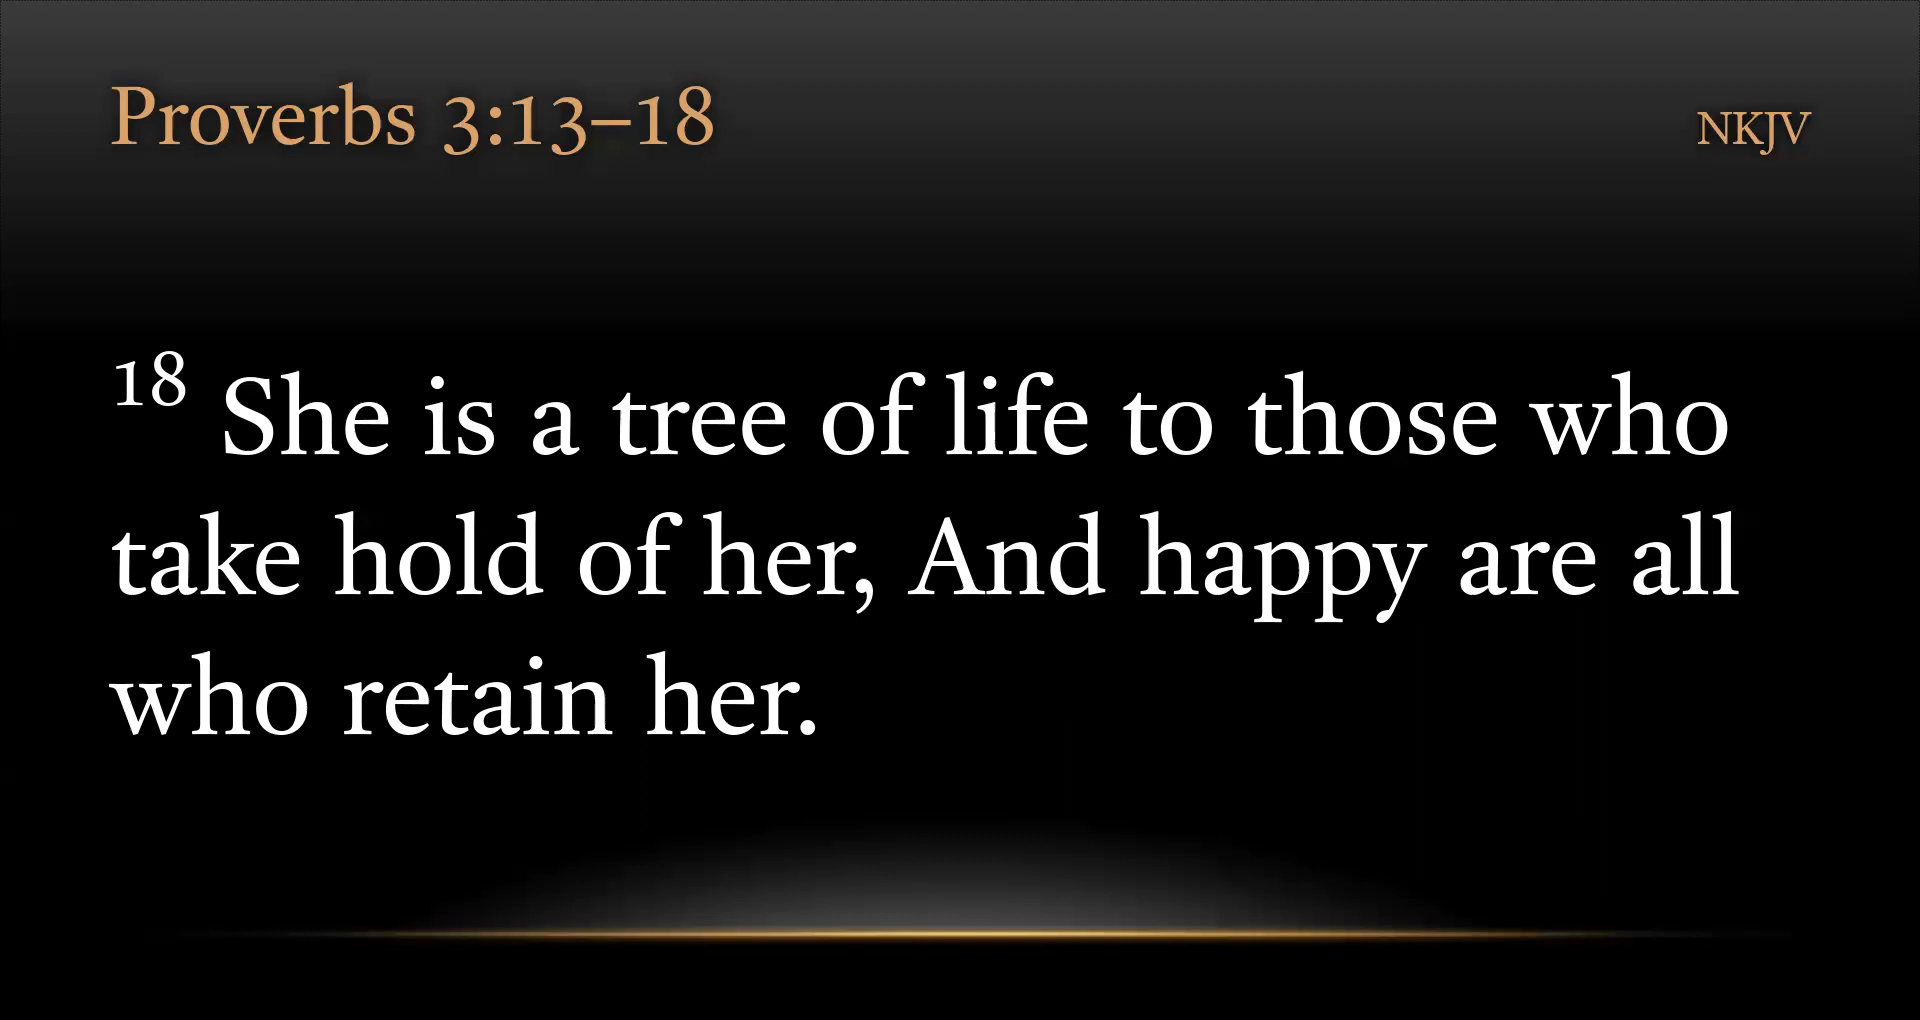 Proverbs 3:13–18
NKJV
18 She is a tree of life to those who
take hold of her, And happy are all
who retain her.